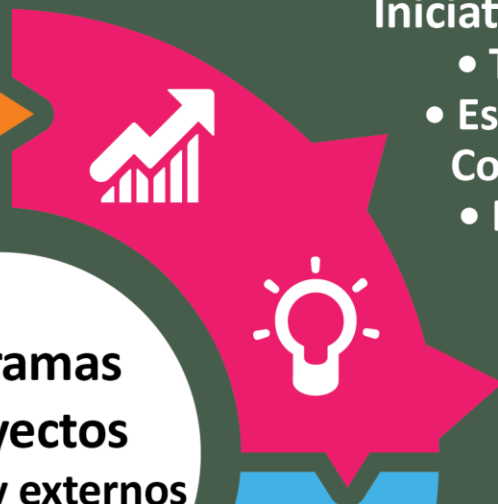 Iniciat
• T
• Es
Co
•
ramas
yectos
y externos